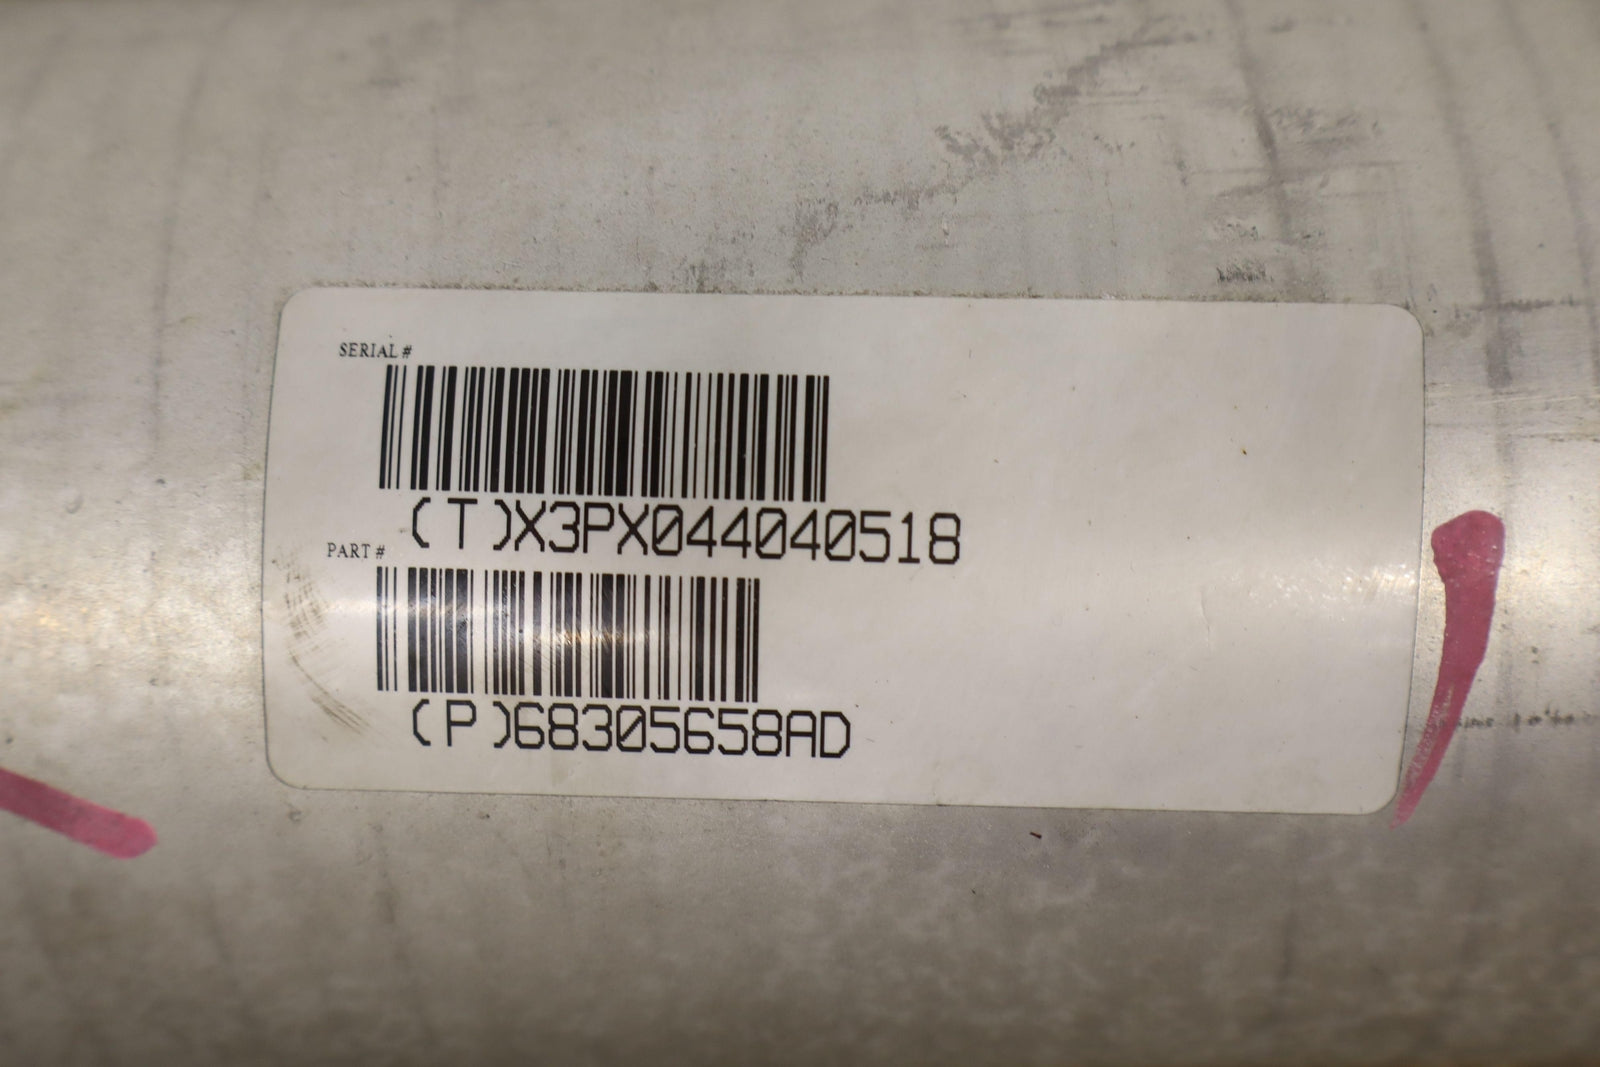 SERIAL #
(T)X3PX044040518
PART #
(P)68305658AD